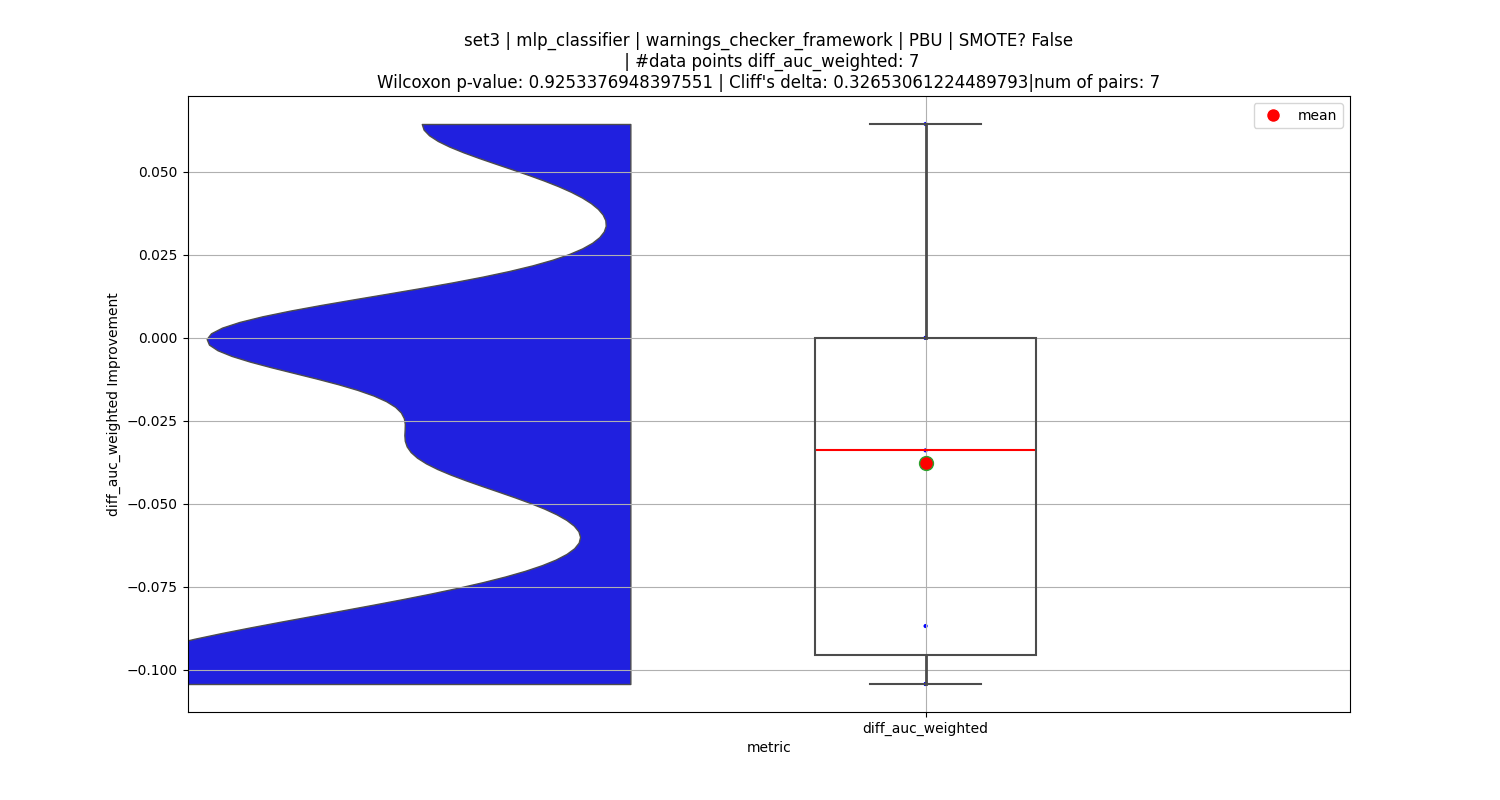 set3 | mlp_classifier | warnings_checker_framework | PBU | SMOTE? False
| #data points diff_auc_weighted: 7
Wilcoxon p-value: 0.9253376948397551 | Cliff's delta: 0.32653061224489793|num of pairs: 7
mean
0.050
0.025
0.000
−0.025
−0.050
−0.075
−0.100
diff_auc_weighted Improvement
diff_auc_weighted
metric